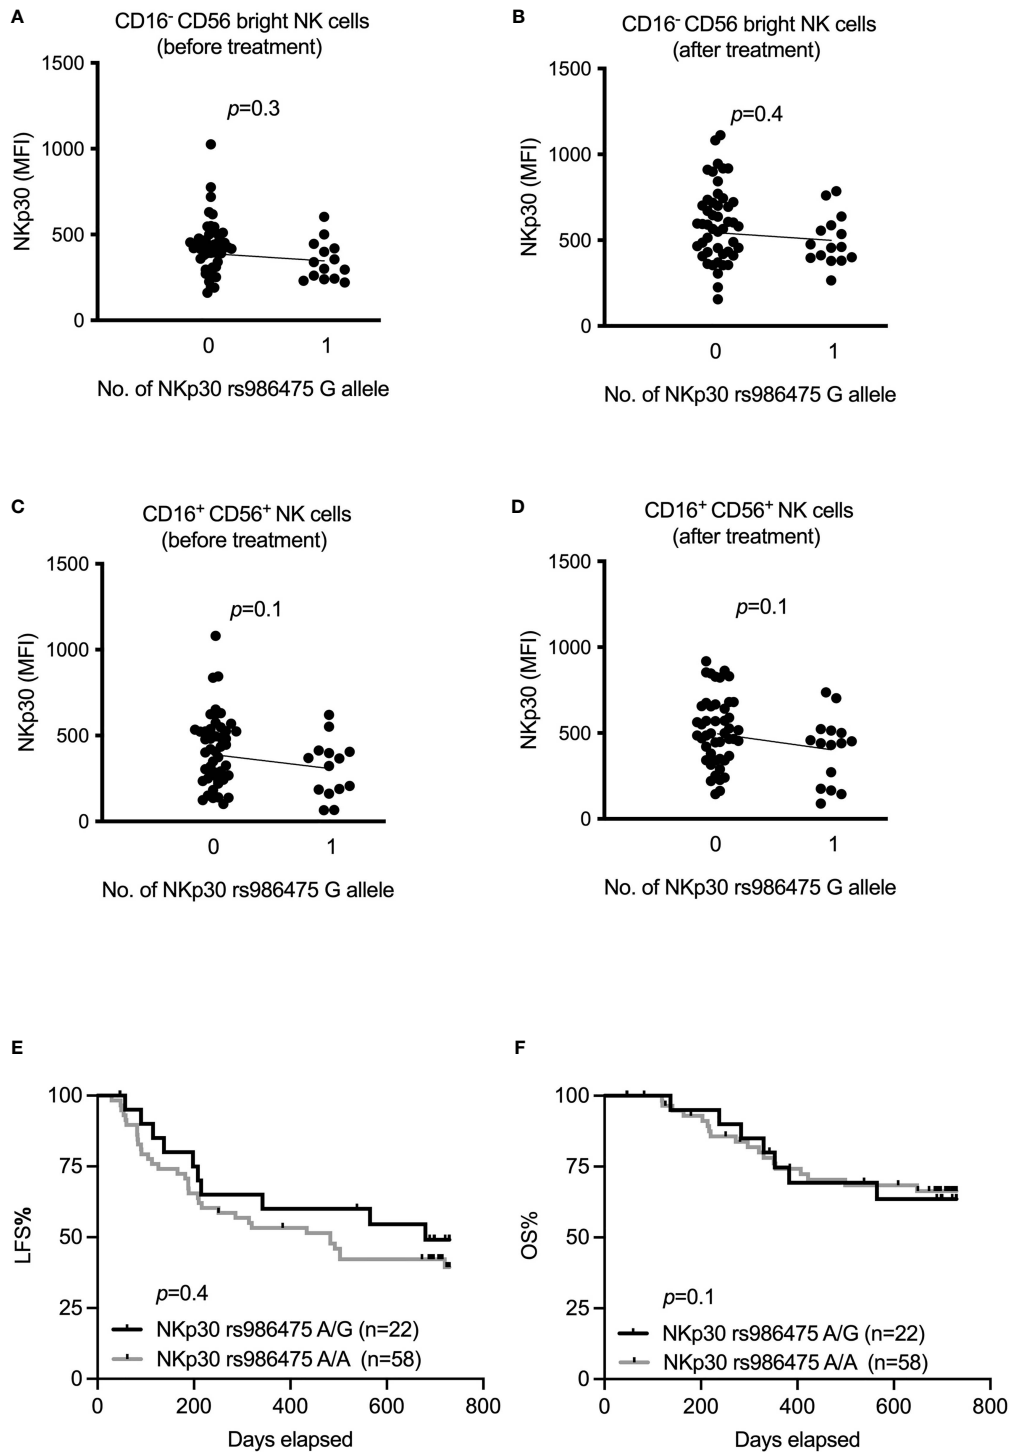 A
CD16- CD56 bright NK cells
(before treatment)
1500
1000
500
0
NKp30 (MFI)
p=0.3
0 1
No. of NKp30 rs986475 G allele
B
CD16- CD56 bright NK cells
(after treatment)
1500
1000
500
0
NKp30 (MFI)
p=0.4
0 1
No. of NKp30 rs986475 G allele
C
CD16+ CD56+ NK cells
(before treatment)
1500
1000
500
0
NKp30 (MFI)
p=0.1
0 1
No. of NKp30 rs986475 G allele
D
CD16+ CD56+ NK cells
(after treatment)
1500
1000
500
0
NKp30 (MFI)
p=0.1
0 1
No. of NKp30 rs986475 G allele
E
100
75
50
25
0
LFS%
p=0.4
NKp30 rs986475 A/G (n=22)
NKp30 rs986475 A/A (n=58)
0 200 400 600 800
Days elapsed
F
100
75
50
25
0
OS%
p=0.1
NKp30 rs986475 A/G (n=22)
NKp30 rs986475 A/A (n=58)
0 200 400 600 800
Days elapsed